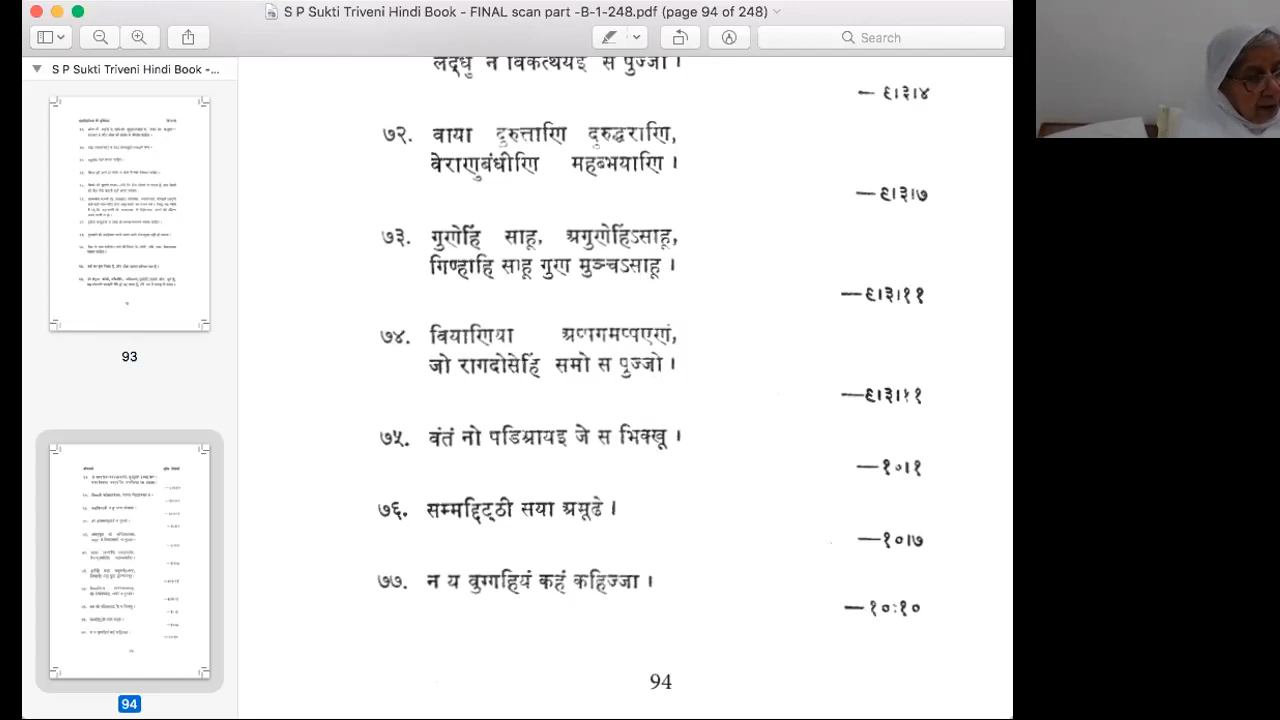 S P Sukti Triveni Hindi Book - FINAL scan part -B-1-248.pdf (page 94 of 248)
Search
S P Sukti Triveni Hindi Book -...
93
94
लद्धु न विकत्थयइ स पुज्जो ।
— ९।३।४
७२. वाया दुरुत्ताणि दुरुद्धराणि,
वेराणुबंधीणि महब्भयाणि ।
—९।३।७
७३. गुणेहिं साहू, अगुणेहिंऽसाहू,
गिण्हाहि साहू गुण मुञ्चऽसाहू ।
—९।३।११
७४. वियाणिया अप्पगमप्पएणं,
जो रागदोसेहिं समो स पुज्जो ।
—९।३।११
७५. वंतं नो पडिआयइ जे स भिक्खू ।
—१०।१
७६. सम्मद्दिट्ठी सया अमूढे ।
—१०।७
७७. न य वुग्गहियं कहं कहिज्जा ।
—१०।१०
94